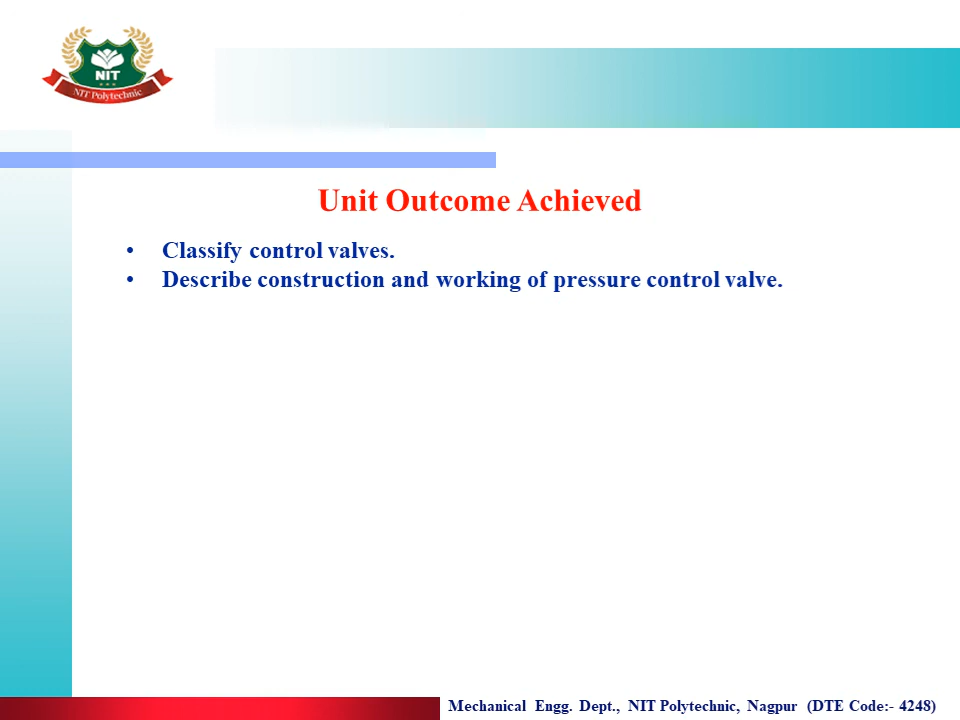 NIT
NIT Polytechnic
Unit Outcome Achieved
• Classify control valves.
• Describe construction and working of pressure control valve.
Mechanical Engg. Dept., NIT Polytechnic, Nagpur (DTE Code:- 4248)